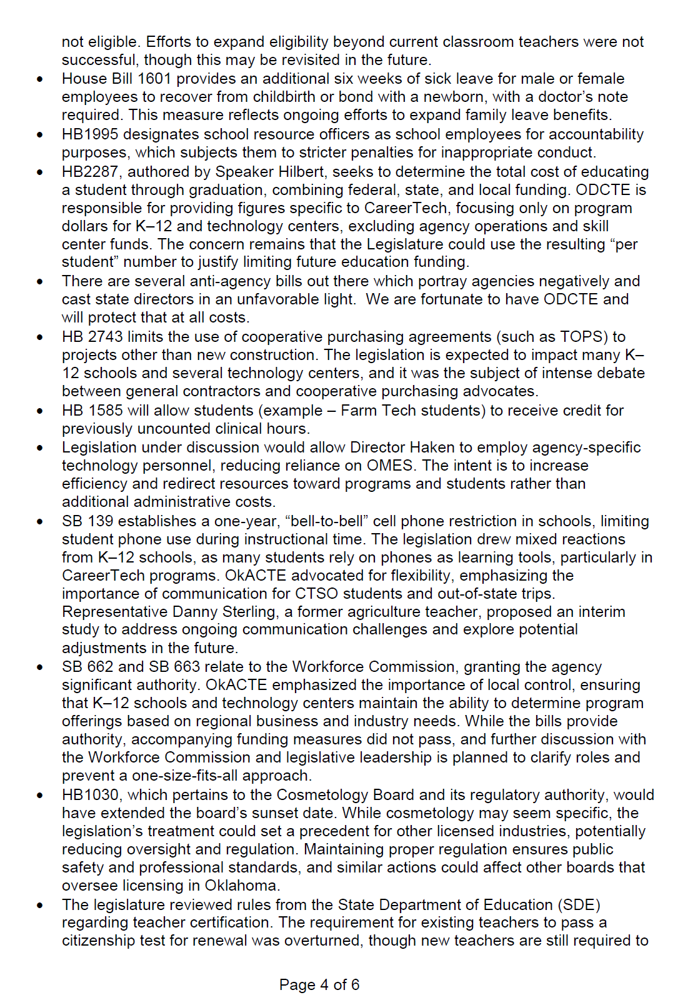 not eligible. Efforts to expand eligibility beyond current classroom teachers were not
successful, though this may be revisited in the future.
• House Bill 1601 provides an additional six weeks of sick leave for male or female
employees to recover from childbirth or bond with a newborn, with a doctor’s note
required. This measure reflects ongoing efforts to expand family leave benefits.
• HB1995 designates school resource officers as school employees for accountability
purposes, which subjects them to stricter penalties for inappropriate conduct.
• HB2287, authored by Speaker Hilbert, seeks to determine the total cost of educating
a student through graduation, combining federal, state, and local funding. ODCTE is
responsible for providing figures specific to CareerTech, focusing only on program
dollars for K–12 and technology centers, excluding agency operations and skill
center funds. The concern remains that the Legislature could use the resulting “per
student” number to justify limiting future education funding.
• There are several anti-agency bills out there which portray agencies negatively and
cast state directors in an unfavorable light.  We are fortunate to have ODCTE and
will protect that at all costs.
• HB 2743 limits the use of cooperative purchasing agreements (such as TOPS) to
projects other than new construction. The legislation is expected to impact many K–
12 schools and several technology centers, and it was the subject of intense debate
between general contractors and cooperative purchasing advocates.
• HB 1585 will allow students (example – Farm Tech students) to receive credit for
previously uncounted clinical hours.
• Legislation under discussion would allow Director Haken to employ agency-specific
technology personnel, reducing reliance on OMES. The intent is to increase
efficiency and redirect resources toward programs and students rather than
additional administrative costs.
• SB 139 establishes a one-year, “bell-to-bell” cell phone restriction in schools, limiting
student phone use during instructional time. The legislation drew mixed reactions
from K–12 schools, as many students rely on phones as learning tools, particularly in
CareerTech programs. OkACTE advocated for flexibility, emphasizing the
importance of communication for CTSO students and out-of-state trips.
Representative Danny Sterling, a former agriculture teacher, proposed an interim
study to address ongoing communication challenges and explore potential
adjustments in the future.
• SB 662 and SB 663 relate to the Workforce Commission, granting the agency
significant authority. OkACTE emphasized the importance of local control, ensuring
that K–12 schools and technology centers maintain the ability to determine program
offerings based on regional business and industry needs. While the bills provide
authority, accompanying funding measures did not pass, and further discussion with
the Workforce Commission and legislative leadership is planned to clarify roles and
prevent a one-size-fits-all approach.
• HB1030, which pertains to the Cosmetology Board and its regulatory authority, would
have extended the board’s sunset date. While cosmetology may seem specific, the
legislation’s treatment could set a precedent for other licensed industries, potentially
reducing oversight and regulation. Maintaining proper regulation ensures public
safety and professional standards, and similar actions could affect other boards that
oversee licensing in Oklahoma.
• The legislature reviewed rules from the State Department of Education (SDE)
regarding teacher certification. The requirement for existing teachers to pass a
citizenship test for renewal was overturned, though new teachers are still required to
Page 4 of 6